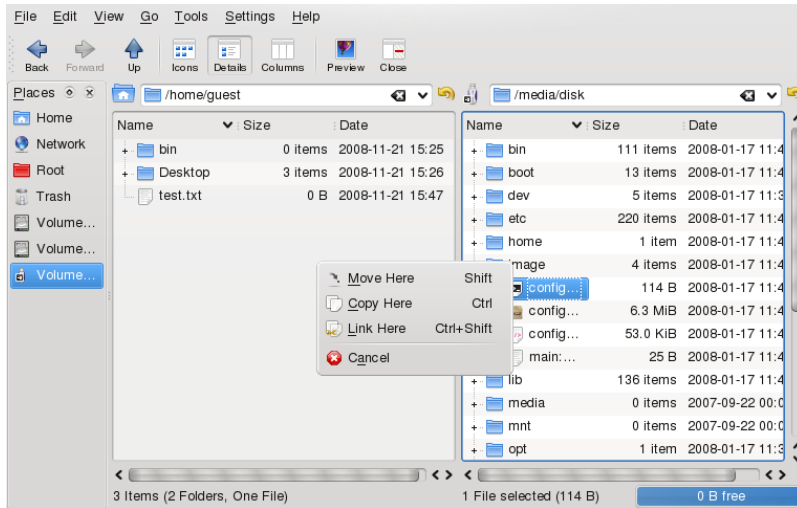 File Edit View Go Tools Settings Help
Back Forward Up Icons Details Columns Preview Close
Places
Home
Network
Root
Trash
Volume...
Volume...
Volume...
/home/guest
Name Size Date
bin 0 items 2008-11-21 15:25
Desktop 3 items 2008-11-21 15:26
test.txt 0 B 2008-11-21 15:47
Move Here Shift
Copy Here Ctrl
Link Here Ctrl+Shift
Cancel
3 Items (2 Folders, One File)
/media/disk
Name Size Date
bin 111 items 2008-01-17 11:4
boot 13 items 2008-01-17 11:4
dev 5 items 2008-01-17 11:3
etc 220 items 2008-01-17 11:4
home 1 item 2008-01-17 11:4
image 4 items 2008-01-17 11:4
config... 114 B 2008-01-17 11:4
config... 6.3 MiB 2008-01-17 11:4
config... 53.0 KiB 2008-01-17 11:4
main:... 25 B 2008-01-17 11:4
lib 136 items 2008-01-17 11:4
media 0 items 2007-09-22 00:0
mnt 0 items 2007-09-22 00:0
opt 1 item 2008-01-17 11:3
1 File selected (114 B) 0 B free